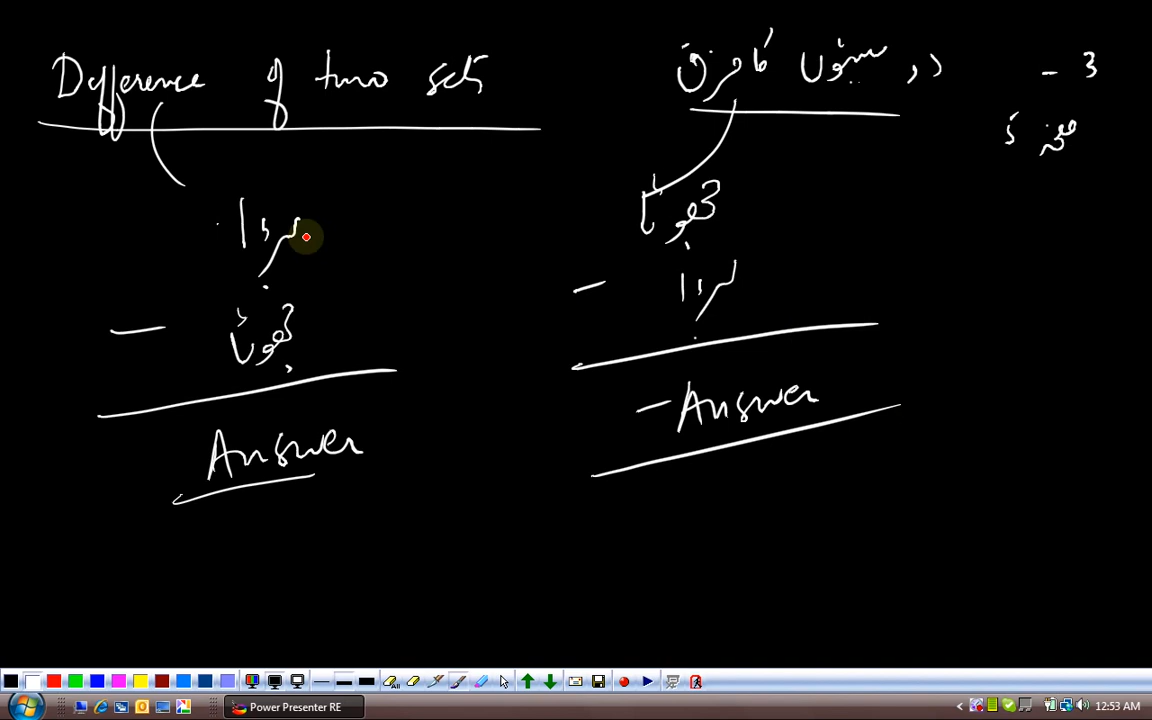 Difference of two sets
3 - دو سیٹوں کا فرق
صفحہ 5
بڑا
- چھوٹا
Answer
چھوٹا
- بڑا
- Answer
Power Presenter RE
12:53 AM